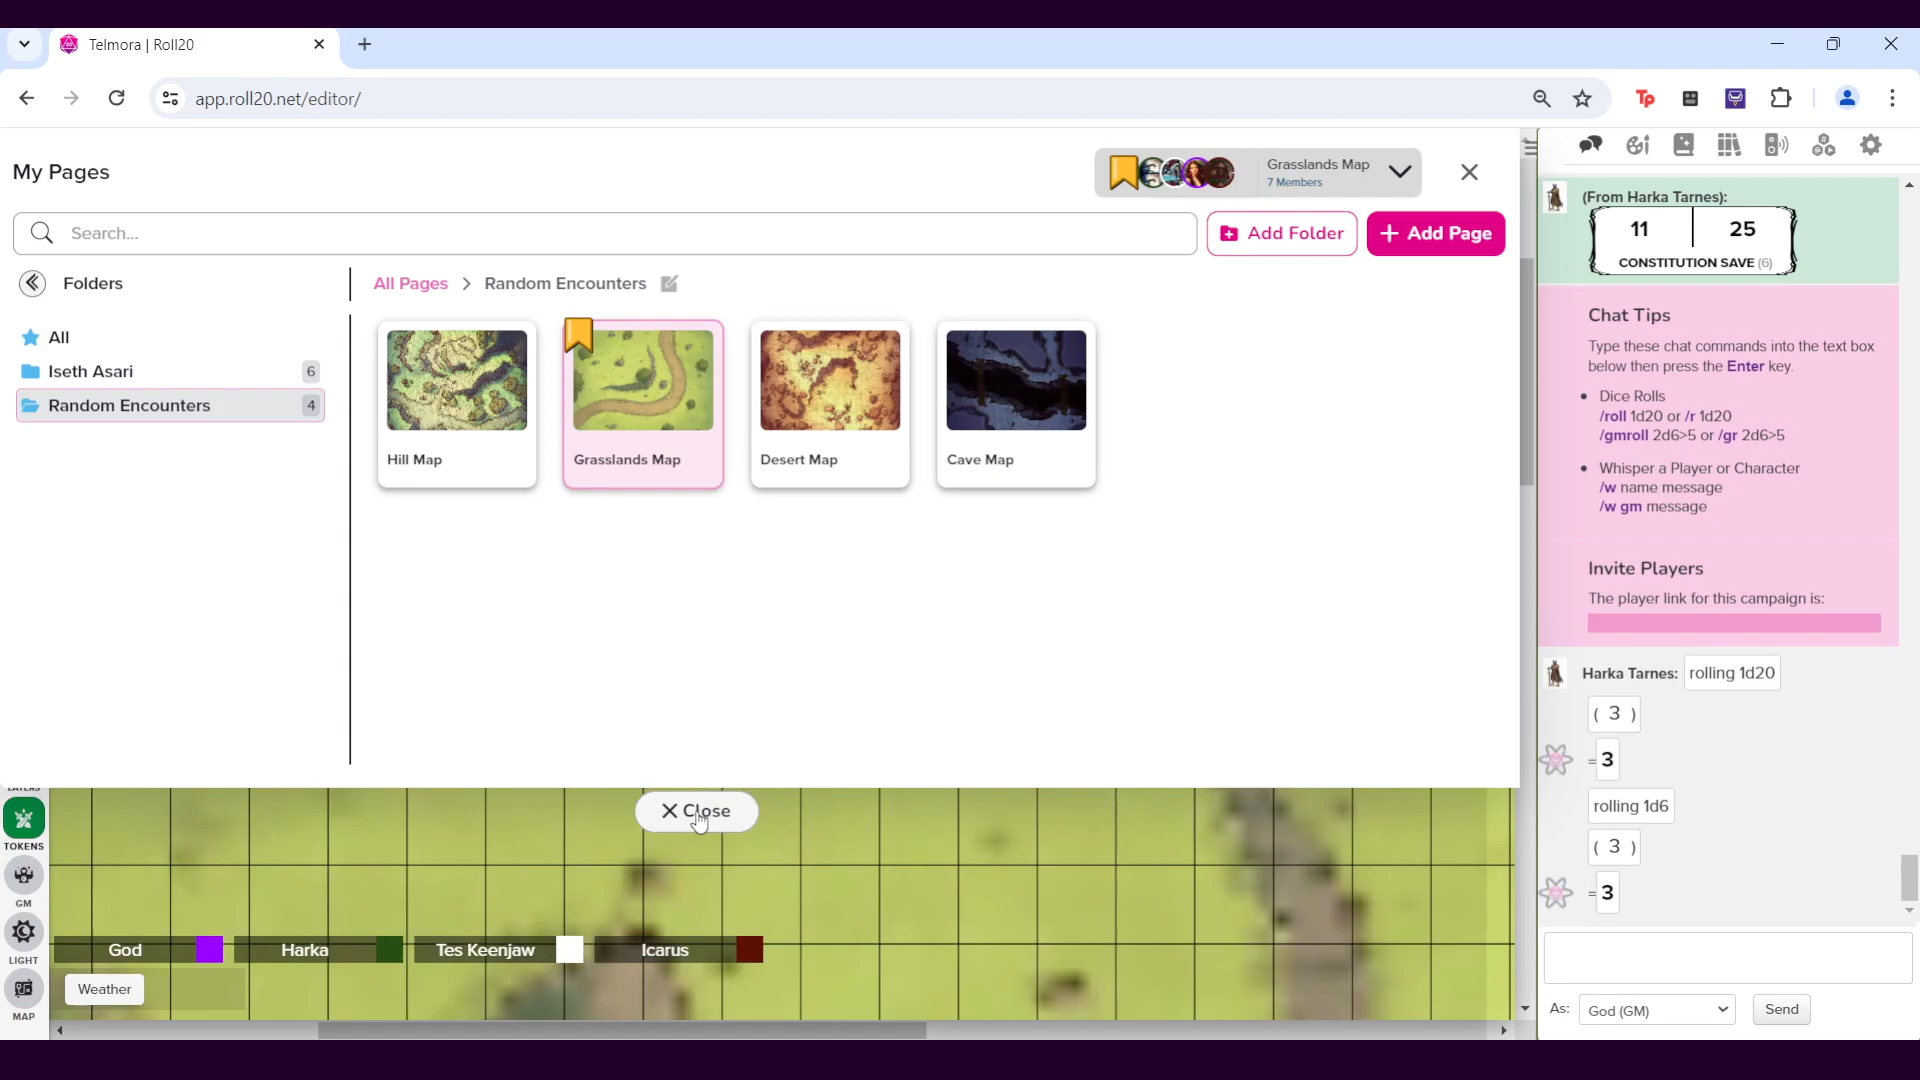 Telmora | Roll20
app.roll20.net/editor/
My Pages
Grasslands Map
7 Members
Search...
Add Folder
Add Page
Folders
All Pages > Random Encounters
All
Iseth Asari 6
Random Encounters 4
Hill Map
Grasslands Map
Desert Map
Cave Map
Close
LAYERS
TOKENS
GM
LIGHT
MAP
God
Harka
Tes Keenjaw
Icarus
Weather
(From Harka Tarnes):
11 25
CONSTITUTION SAVE (6)
Chat Tips
Type these chat commands into the text box
below then press the Enter key.
• Dice Rolls
/roll 1d20 or /r 1d20
/gmroll 2d6>5 or /gr 2d6>5
• Whisper a Player or Character
/w name message
/w gm message
Invite Players
The player link for this campaign is:
Harka Tarnes: rolling 1d20
( 3 )
=3
rolling 1d6
( 3 )
=3
As: God (GM) Send